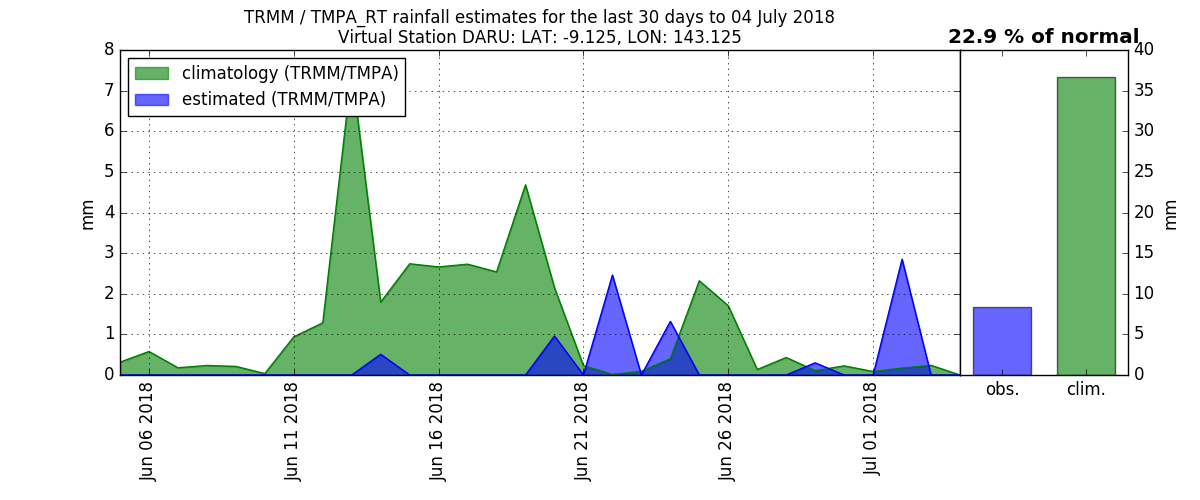 TRMM / TMPA_RT rainfall estimates for the last 30 days to 04 July 2018
Virtual Station DARU: LAT: -9.125, LON: 143.125
22.9 % of normal
climatology (TRMM/TMPA)
estimated (TRMM/TMPA)
8
7
6
5
4
3
2
1
0
mm
Jun 06 2018
Jun 11 2018
Jun 16 2018
Jun 21 2018
Jun 26 2018
Jul 01 2018
40
35
30
25
20
15
10
5
0
mm
obs.
clim.